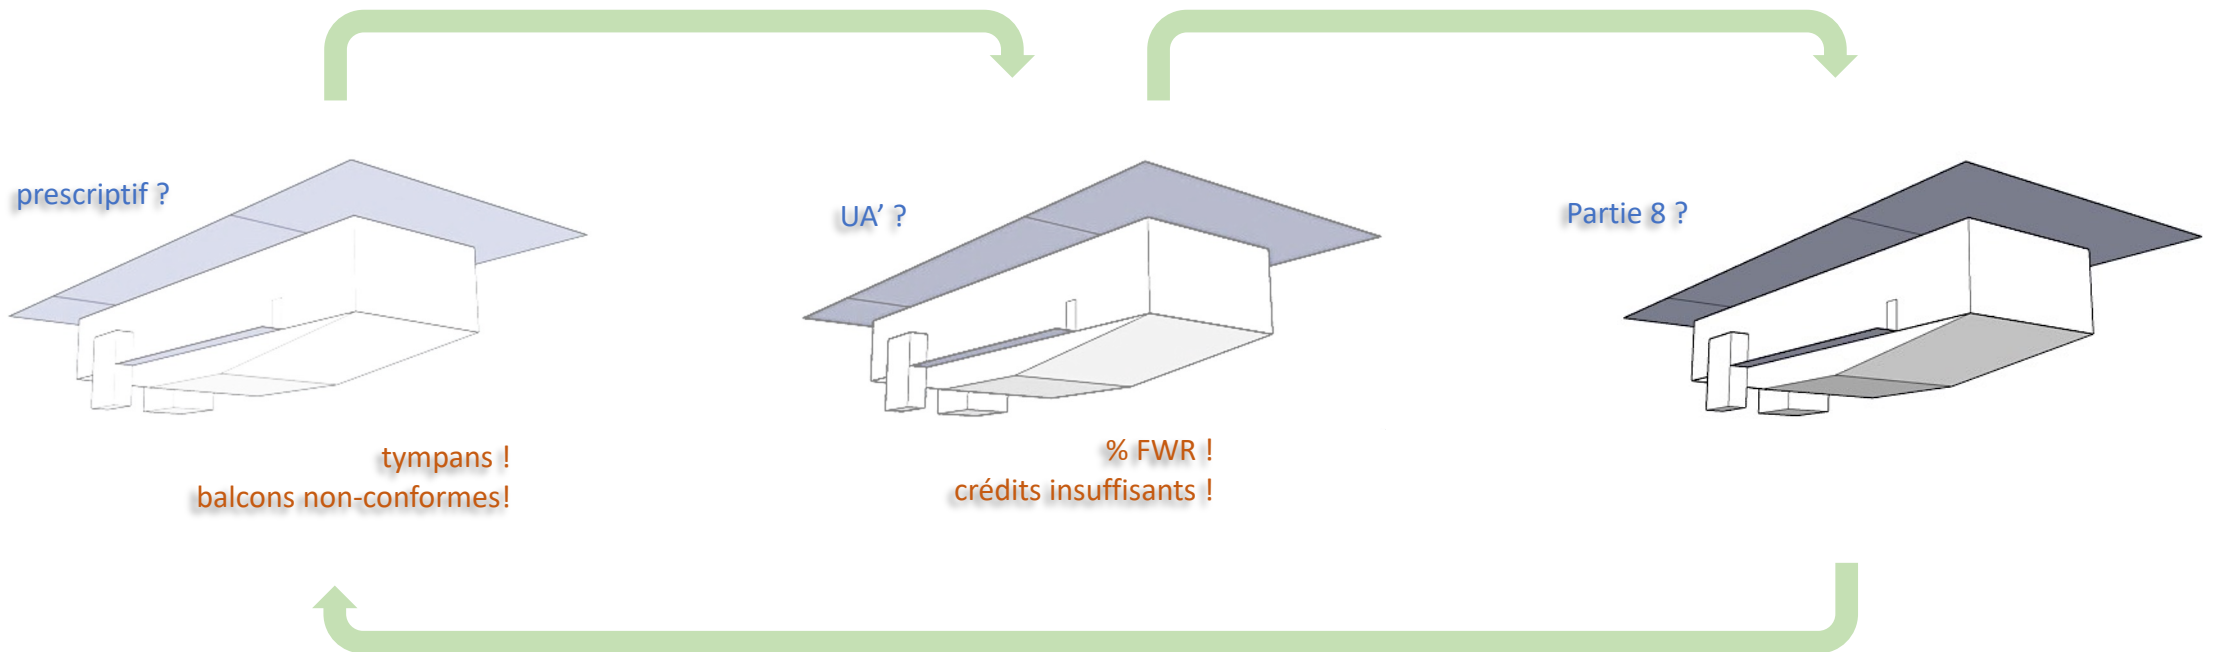 prescriptif ?
UA’ ?
Partie 8 ?
tympans !
balcons non-conformes!
% FWR !
crédits insuffisants !